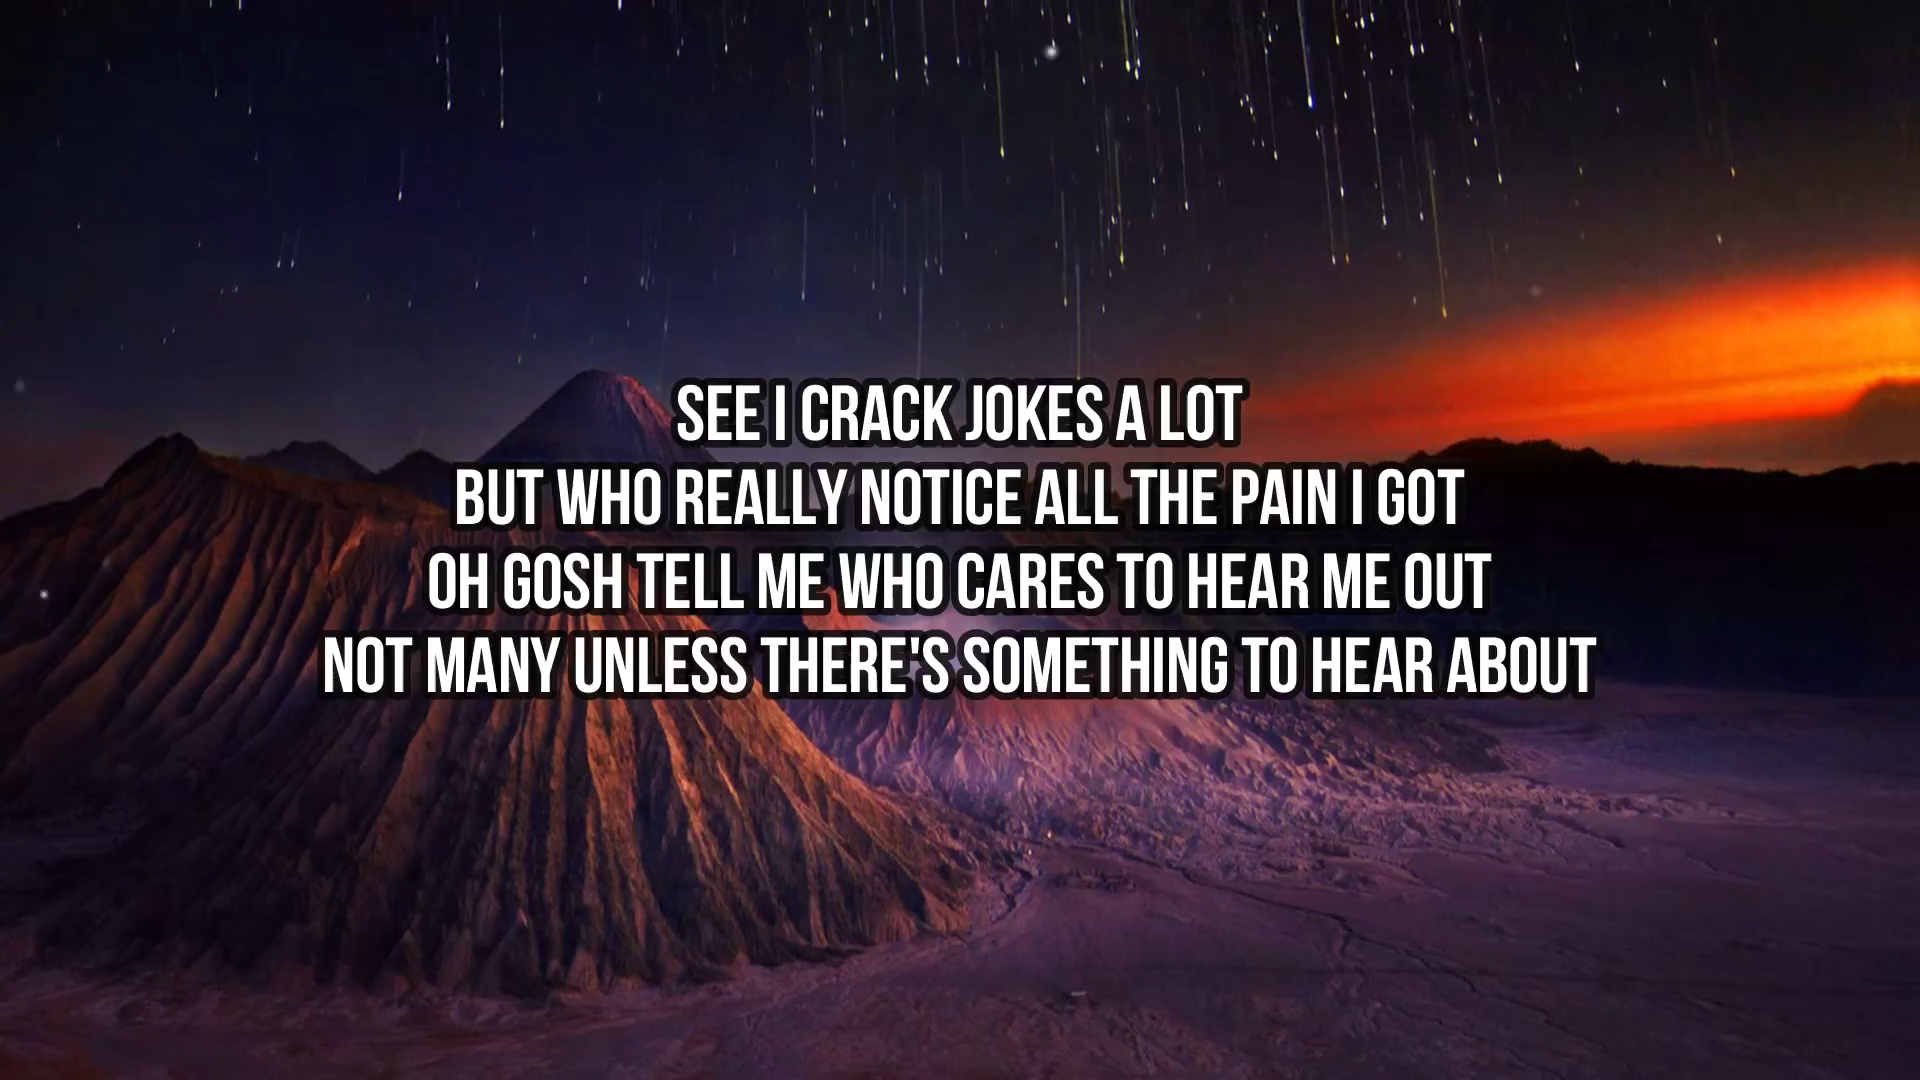 SEE I CRACK JOKES A LOT
BUT WHO REALLY NOTICE ALL THE PAIN I GOT
OH GOSH TELL ME WHO CARES TO HEAR ME OUT
NOT MANY UNLESS THERE'S SOMETHING TO HEAR ABOUT